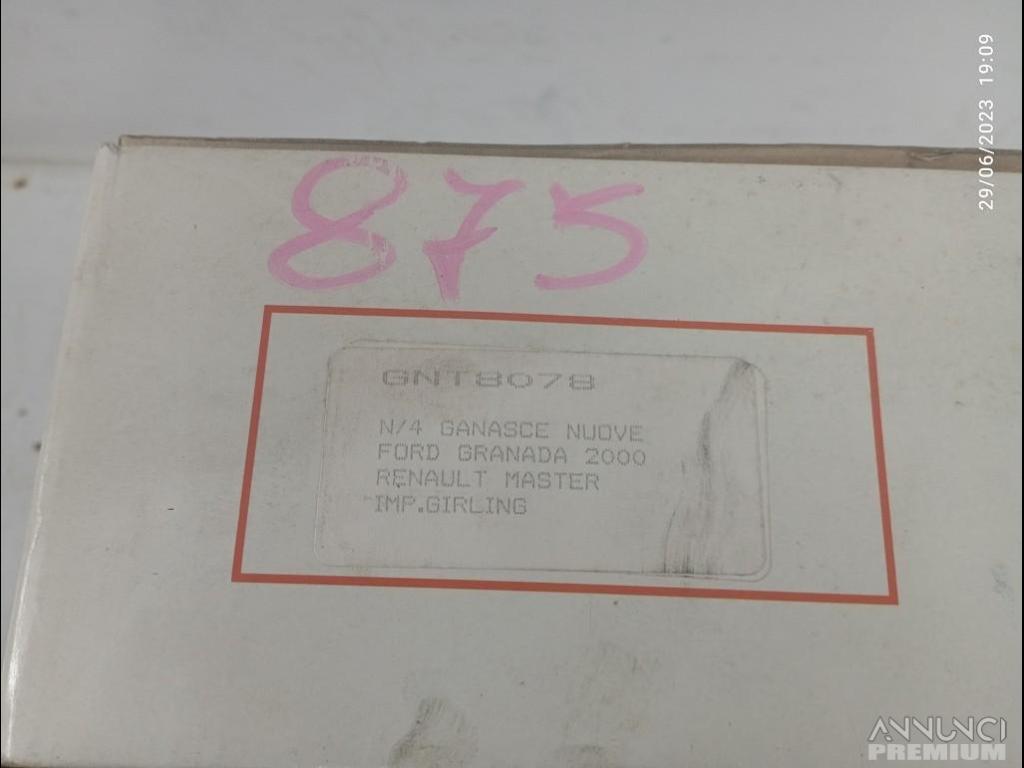 29/06/2023 19:09
875
GNT8078
N/4 GANASCE NUOVE
FORD GRANADA 2000
RENAULT MASTER
IMP.GIRLING
ANNUNCI
PREMIUM